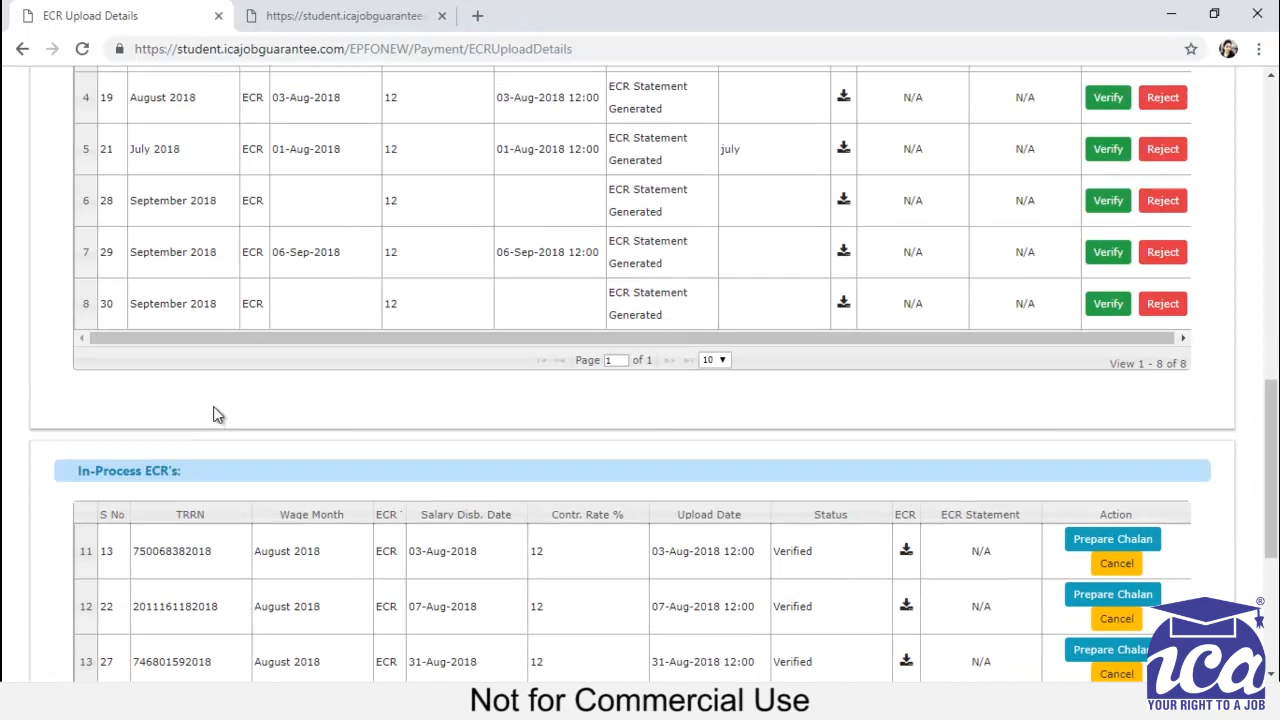 ECR Upload Details
https://student.icajobguarantee.
https://student.icajobguarantee.com/EPFONEW/Payment/ECRUploadDetails
4 19 August 2018 ECR 03-Aug-2018 12 03-Aug-2018 12:00 ECR Statement Generated N/A N/A Verify Reject
5 21 July 2018 ECR 01-Aug-2018 12 01-Aug-2018 12:00 ECR Statement Generated july N/A N/A Verify Reject
6 28 September 2018 ECR 12 ECR Statement Generated N/A N/A Verify Reject
7 29 September 2018 ECR 06-Sep-2018 12 06-Sep-2018 12:00 ECR Statement Generated N/A N/A Verify Reject
8 30 September 2018 ECR 12 ECR Statement Generated N/A N/A Verify Reject
Page 1 of 1 10
View 1 - 8 of 8
In-Process ECR's:
S No TRRN Wage Month ECR Salary Disb. Date Contr. Rate % Upload Date Status ECR ECR Statement Action
11 13 750068382018 August 2018 ECR 03-Aug-2018 12 03-Aug-2018 12:00 Verified N/A Prepare Chalan Cancel
12 22 2011161182018 August 2018 ECR 07-Aug-2018 12 07-Aug-2018 12:00 Verified N/A Prepare Chalan Cancel
13 27 746801592018 August 2018 ECR 31-Aug-2018 12 31-Aug-2018 12:00 Verified N/A Prepare Chalan Cancel
ica
®
YOUR RIGHT TO A JOB
Not for Commercial Use